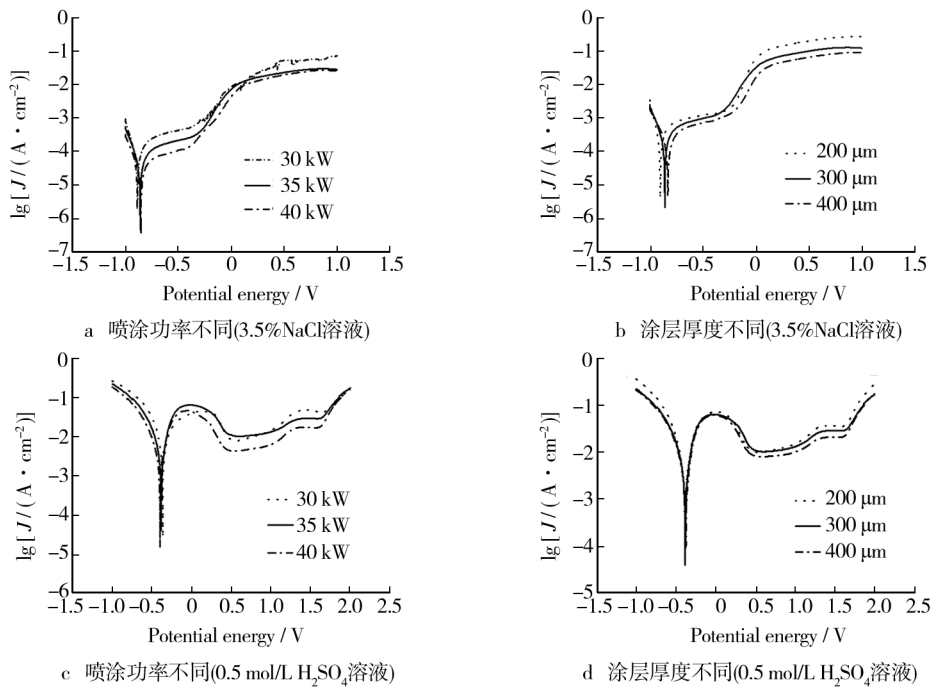 0
−1
−2
−3
−4
−5
−6
−7
lg [ J / ( A • cm⁻²)]
30 kW
35 kW
40 kW
−1.5 −1.0 −0.5 0 0.5 1.0 1.5
Potential energy / V
a 喷涂功率不同(3.5%NaCl溶液)
0
−1
−2
−3
−4
−5
−6
−7
lg [ J / ( A • cm⁻²)]
200 μm
300 μm
400 μm
−1.5 −1.0 −0.5 0 0.5 1.0 1.5
Potential energy / V
b 涂层厚度不同(3.5%NaCl溶液)
0
−1
−2
−3
−4
−5
−6
lg [ J / ( A • cm⁻²)]
30 kW
35 kW
40 kW
−1.5 −1.0 −0.5 0 0.5 1.0 1.5 2.0 2.5
Potential energy / V
c 喷涂功率不同(0.5 mol/L H₂SO₄溶液)
0
−1
−2
−3
−4
−5
lg [ J / ( A • cm⁻²)]
200 μm
300 μm
400 μm
−1.5 1.0 −0.5 0 0.5 1.0 1.5 2.0 2.5
Potential energy / V
d 涂层厚度不同(0.5 mol/L H₂SO₄溶液)